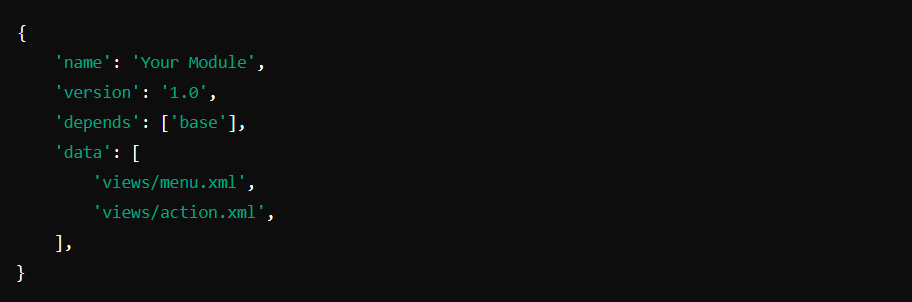 {
    'name': 'Your Module',
    'version': '1.0',
    'depends': ['base'],
    'data': [
        'views/menu.xml',
        'views/action.xml',
    ],
}